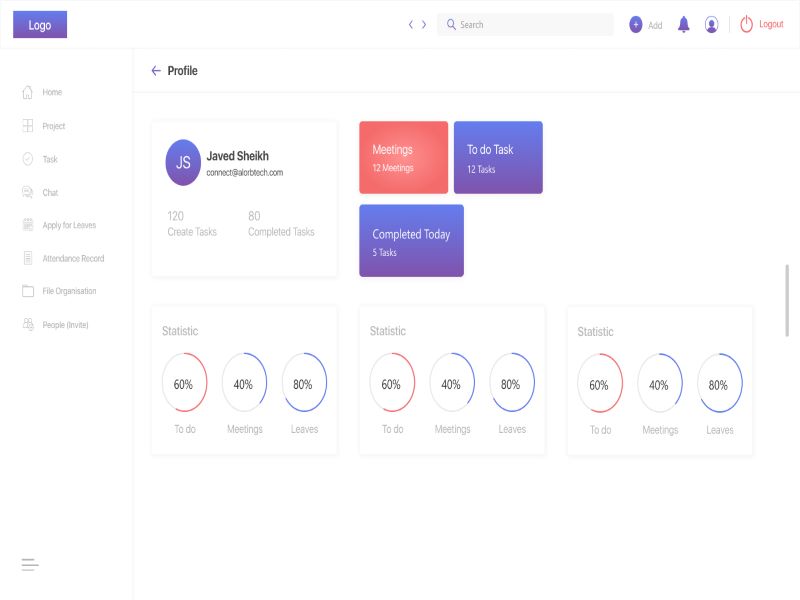 Logo
Search
Add
Logout
Profile
Home
Project
Task
Chat
Apply for Leaves
Attendance Record
File Organisation
People (Invite)
JS
Javed Sheikh
connect@alorbtech.com
120
Create Tasks
80
Completed Tasks
Meetings
12 Meetings
To do Task
12 Tasks
Completed Today
5 Tasks
Statistic
60%
40%
80%
To do
Meetings
Leaves
Statistic
60%
40%
80%
To do
Meetings
Leaves
Statistic
60%
40%
80%
To do
Meetings
Leaves